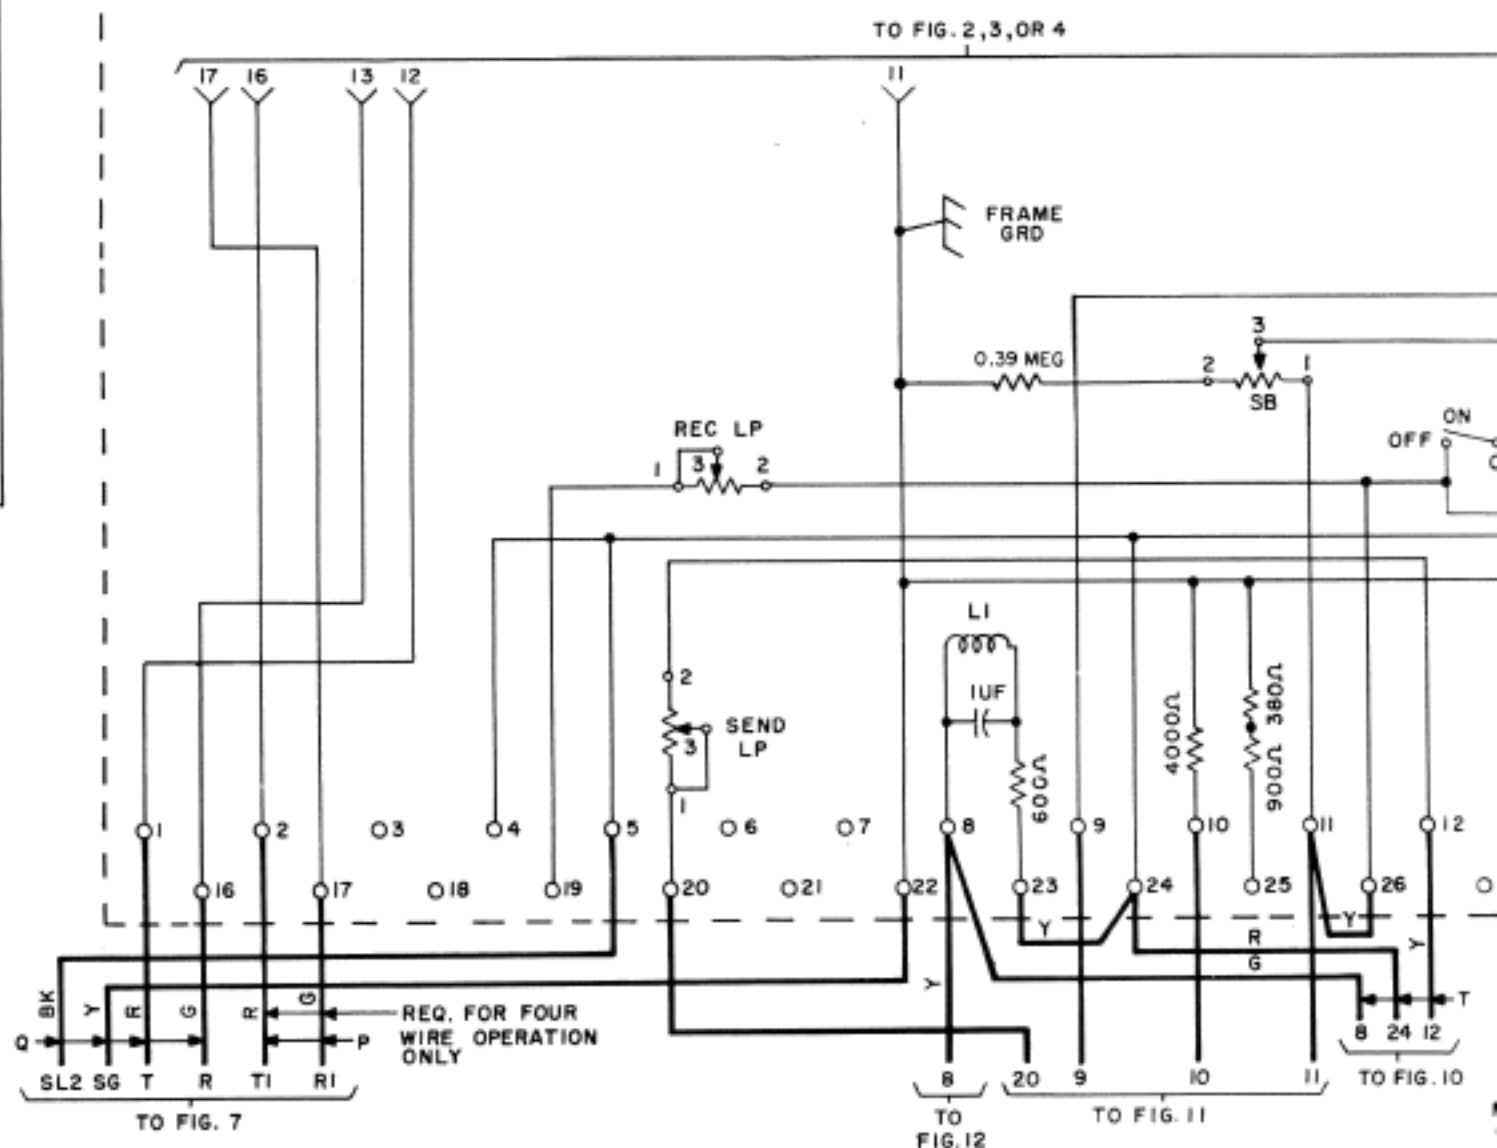 TO FIG. 2,3,OR 4
17 16 13 12 11
FRAME
GRD
3
0.39 MEG 2 1
SB
ON
REC LP
OFF
1 3 2
L1
2
1UF
SEND
LP
3
1
600Ω
4000Ω
900Ω 380Ω
1 2 3 4 5 6 7 8 9 10 11 12
16 17 18 19 20 21 22 23 24 25 26
Y Y
R
G
Y Y
BK Y R G R G
REQ. FOR FOUR
WIRE OPERATION
ONLY
Q P T
8 24 12
SL2 SG T R T1 R1 8 20 9 10 11
TO FIG. 10
TO FIG. 7
TO
FIG.12
TO FIG. 11